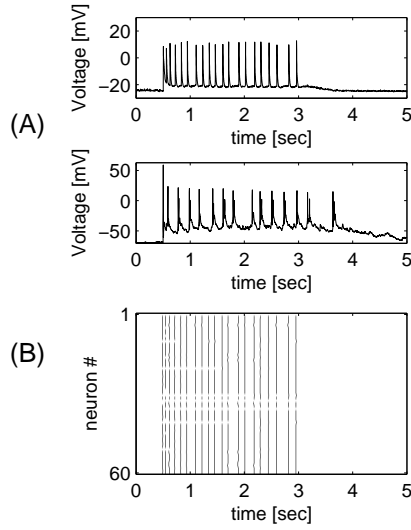 (A)
Voltage [mV]
20
0
−20
0 1 2 3 4 5
time [sec]
Voltage [mV]
50
0
−50
0 1 2 3 4 5
time [sec]
(B)
neuron #
1
60
0 1 2 3 4 5
time [sec]